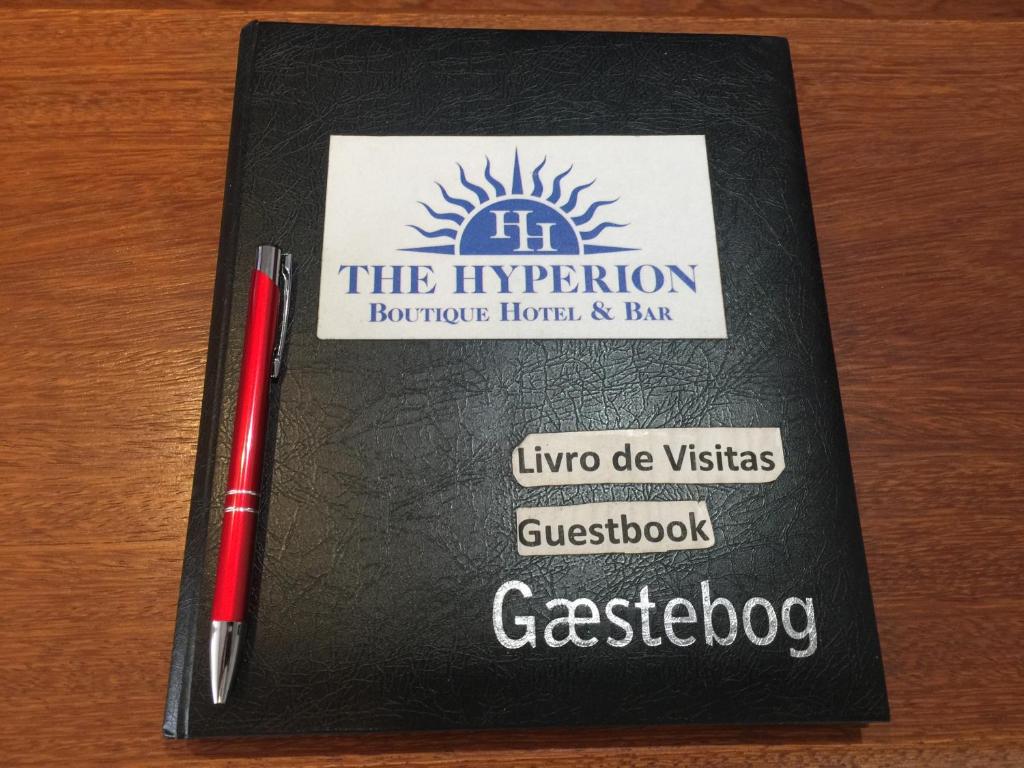 HH
THE HYPERION
BOUTIQUE HOTEL & BAR
Livro de Visitas
Guestbook
Gæstebog